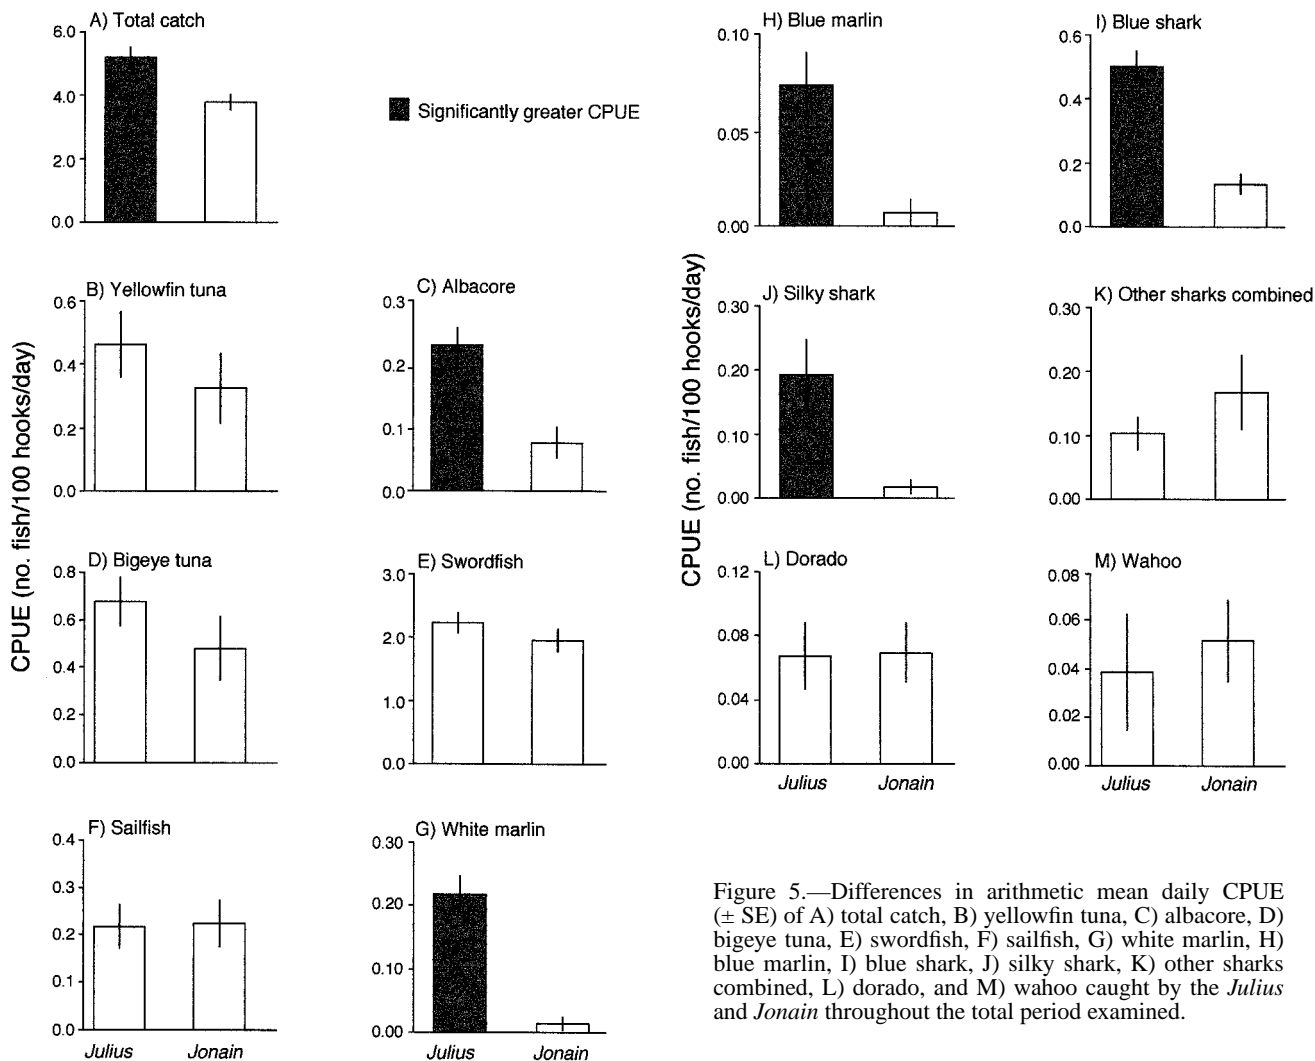 A) Total catch
6.0
4.0
2.0
0.0
Significantly greater CPUE
B) Yellowfin tuna
0.6
0.4
0.2
0.0
C) Albacore
0.3
0.2
0.1
0.0
CPUE (no. fish/100 hooks/day)
D) Bigeye tuna
0.8
0.6
0.4
0.2
0.0
E) Swordfish
3.0
2.0
1.0
0.0
F) Sailfish
0.4
0.3
0.2
0.1
0.0
Julius Jonain
G) White marlin
0.30
0.20
0.10
0.00
Julius Jonain
H) Blue marlin
0.10
0.05
0.00
I) Blue shark
0.6
0.4
0.2
0.0
CPUE (no. fish/100 hooks/day)
J) Silky shark
0.30
0.20
0.10
0.00
K) Other sharks combined
0.30
0.20
0.10
0.00
L) Dorado
0.12
0.08
0.04
0.00
Julius Jonain
M) Wahoo
0.08
0.06
0.04
0.02
0.00
Julius Jonain
Figure 5.—Differences in arithmetic mean daily CPUE
(± SE) of A) total catch, B) yellowfin tuna, C) albacore, D)
bigeye tuna, E) swordfish, F) sailfish, G) white marlin, H)
blue marlin, I) blue shark, J) silky shark, K) other sharks
combined, L) dorado, and M) wahoo caught by the Julius
and Jonain throughout the total period examined.